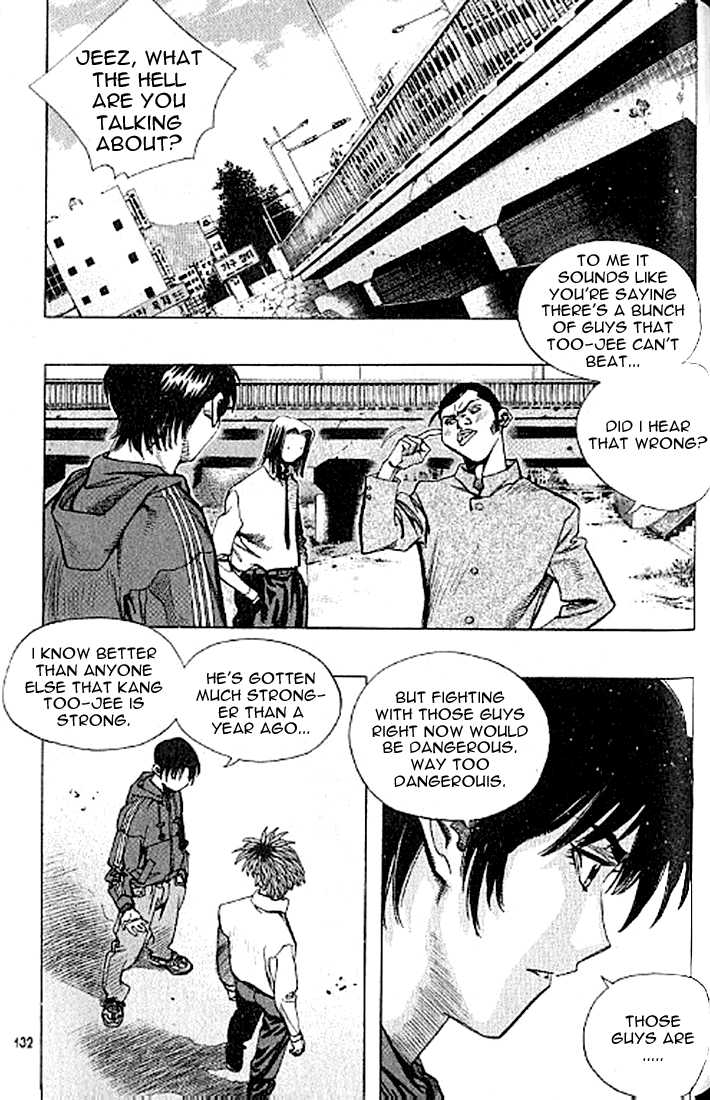 JEEZ, WHAT
THE HELL
ARE YOU
TALKING
ABOUT?
TO ME IT
SOUNDS LIKE
YOU'RE SAYING
THERE'S A BUNCH
OF GUYS THAT
TOO-JEE CAN'T
BEAT...
DID I HEAR
THAT WRONG?
I KNOW BETTER
THAN ANYONE
ELSE THAT KANG
TOO-JEE IS
STRONG.
HE'S GOTTEN
MUCH STRONG-
ER THAN A
YEAR AGO...
BUT FIGHTING
WITH THOSE GUYS
RIGHT NOW WOULD
BE DANGEROUS.
WAY TOO
DANGEROUIS.
THOSE
GUYS ARE
.....
132